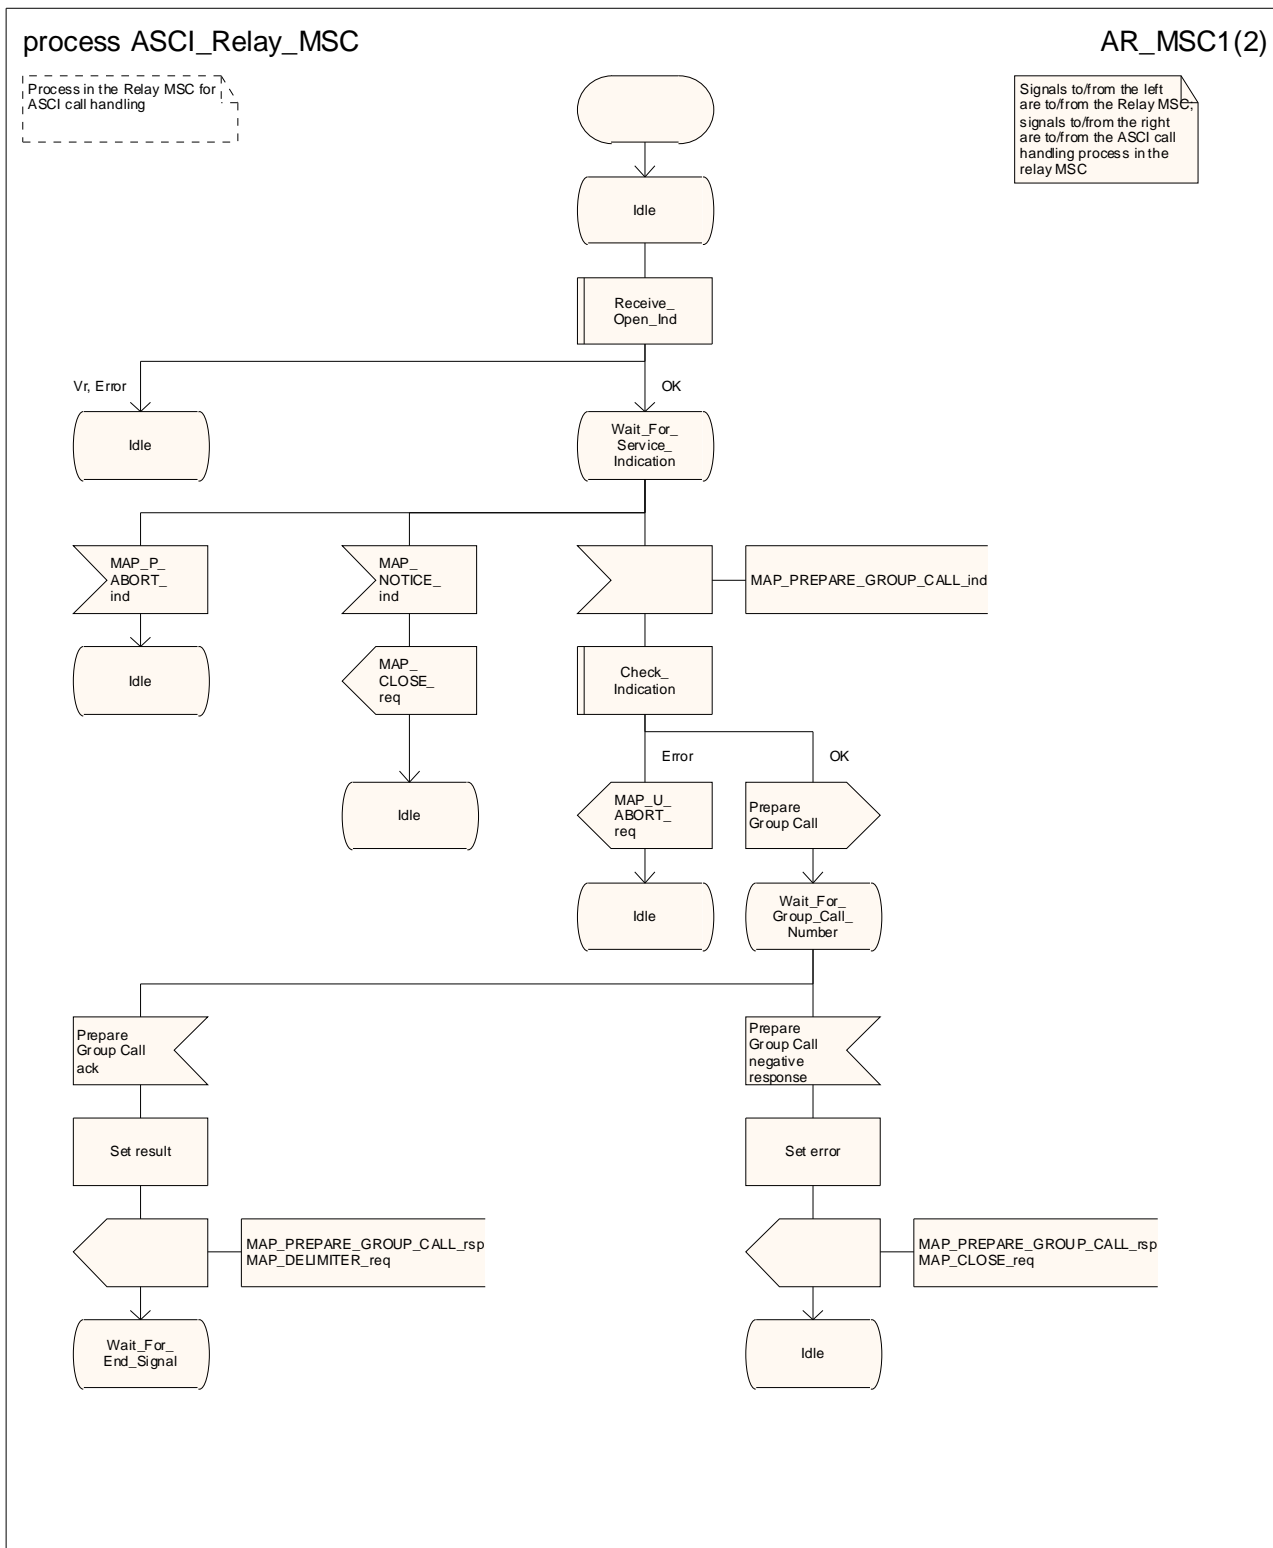 process ASCI_Relay_MSC
AR_MSC1(2)
Process in the Relay MSC for
ASCI call handling
Signals to/from the left
are to/from the Relay MSC;
signals to/from the right
are to/from the ASCI call
handling process in the
relay MSC
Idle
Receive_
Open_Ind
Vr, Error
OK
Idle
Wait_For_
Service_
Indication
MAP_P_
ABORT_
ind
MAP_
NOTICE_
ind
MAP_PREPARE_GROUP_CALL_ind
Idle
MAP_
CLOSE_
req
Check_
Indication
Error
OK
Idle
MAP_U_
ABORT_
req
Prepare
Group Call
Idle
Wait_For_
Group_Call_
Number
Prepare
Group Call
ack
Prepare
Group Call
negative
response
Set result
Set error
MAP_PREPARE_GROUP_CALL_rsp
MAP_DELIMITER_req
MAP_PREPARE_GROUP_CALL_rsp
MAP_CLOSE_req
Wait_For_
End_Signal
Idle